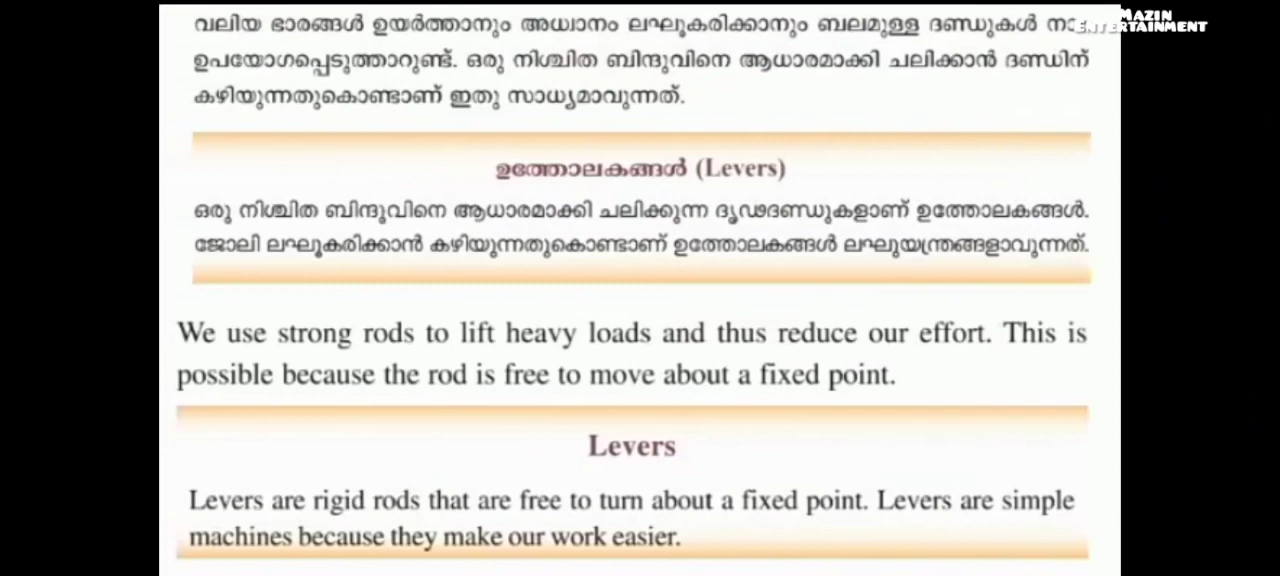 വലിയ ഭാരങ്ങൾ ഉയർത്താനും അധ്വാനം ലഘൂകരിക്കാനും ബലമുള്ള ദണ്ഡുകൾ
MAZIN
ENTERTAINMENT
ഉപയോഗപ്പെടുത്താറുണ്ട്. ഒരു നിശ്ചിത ബിന്ദുവിനെ ആധാരമാക്കി ചലിക്കാൻ ദണ്ഡിന്
കഴിയുന്നതുകൊണ്ടാണ് ഇതു സാധ്യമാവുന്നത്.
ഉത്തോലകങ്ങൾ (Levers)
ഒരു നിശ്ചിത ബിന്ദുവിനെ ആധാരമാക്കി ചലിക്കുന്ന ദൃഢദണ്ഡുകളാണ് ഉത്തോലകങ്ങൾ.
ജോലി ലഘൂകരിക്കാൻ കഴിയുന്നതുകൊണ്ടാണ് ഉത്തോലകങ്ങൾ ലഘുയന്ത്രങ്ങളാവുന്നത്.
We use strong rods to lift heavy loads and thus reduce our effort. This is
possible because the rod is free to move about a fixed point.
Levers
Levers are rigid rods that are free to turn about a fixed point. Levers are simple
machines because they make our work easier.